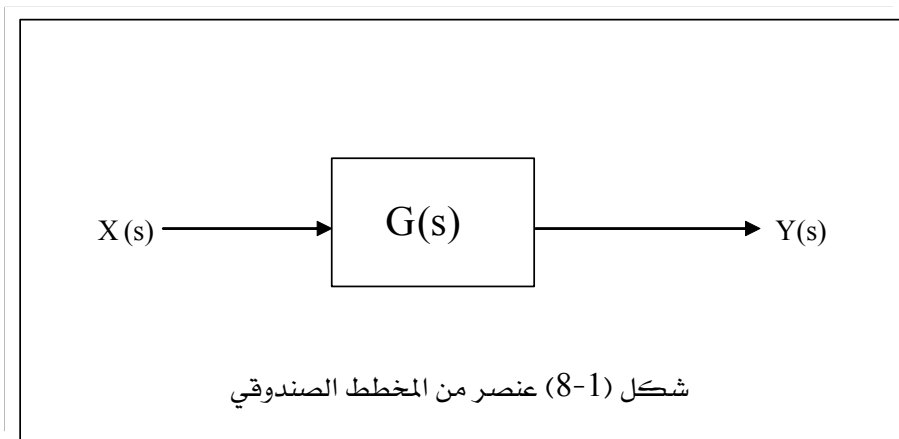 X (s) G(s) Y(s)
شكل (1-8) عنصر من المخطط الصندوقي